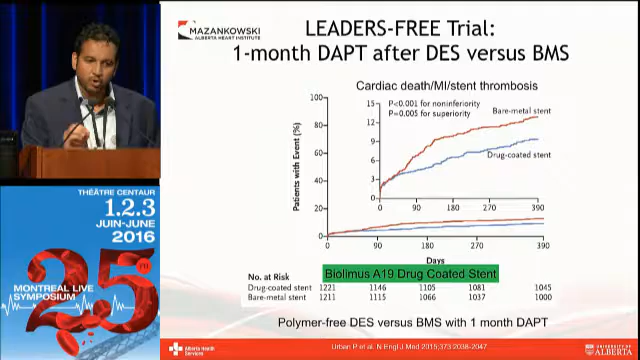 MAZANKOWSKI
ALBERTA HEART INSTITUTE
LEADERS-FREE Trial:
1-month DAPT after DES versus BMS
Cardiac death/MI/stent thrombosis
P<0.001 for noninferiority
P=0.005 for superiority
Bare-metal stent
Drug-coated stent
15
12
9
6
3
0
0 90 180 270 390
Patients with Event (%)
100
80
60
40
20
0
0 90 180 270 390
Days
Biolimus A19 Drug Coated Stent
No. at Risk
Drug-coated stent 1221 1146 1105 1081 1045
Bare-metal stent 1211 1115 1066 1037 1000
Polymer-free DES versus BMS with 1 month DAPT
Urban P et al. N Engl J Med 2015;373:2038-2047
Alberta Health
Services
UNIVERSITY OF
ALBERTA
THÉÂTRE CENTAUR
1.2.3
JUIN-JUNE
2016
25TH
MONTREAL LIVE
SYMPOSIUM